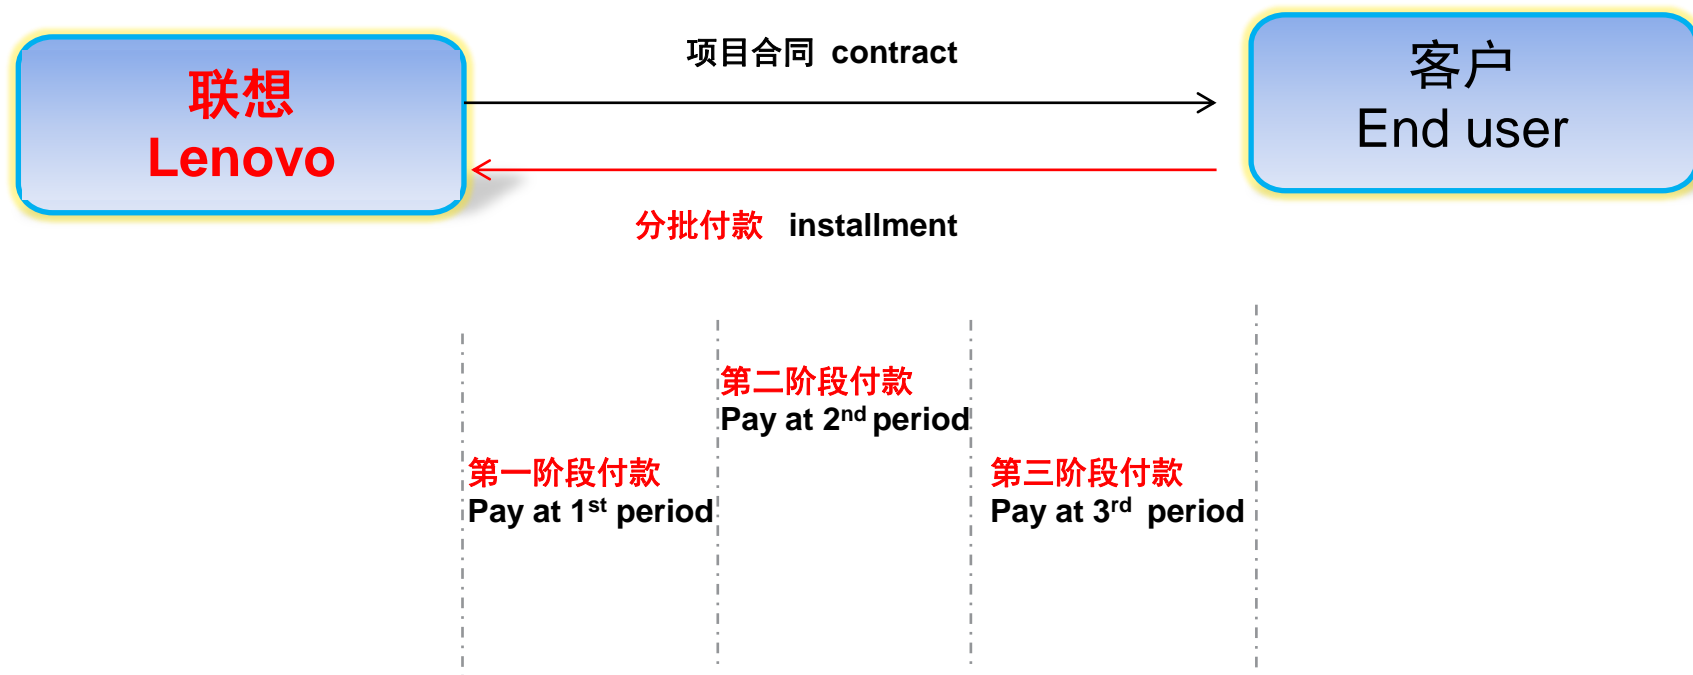 联想
Lenovo
项目合同 contract
客户
End user
分批付款 installment
第一阶段付款
Pay at 1st period
第二阶段付款
Pay at 2nd period
第三阶段付款
Pay at 3rd period